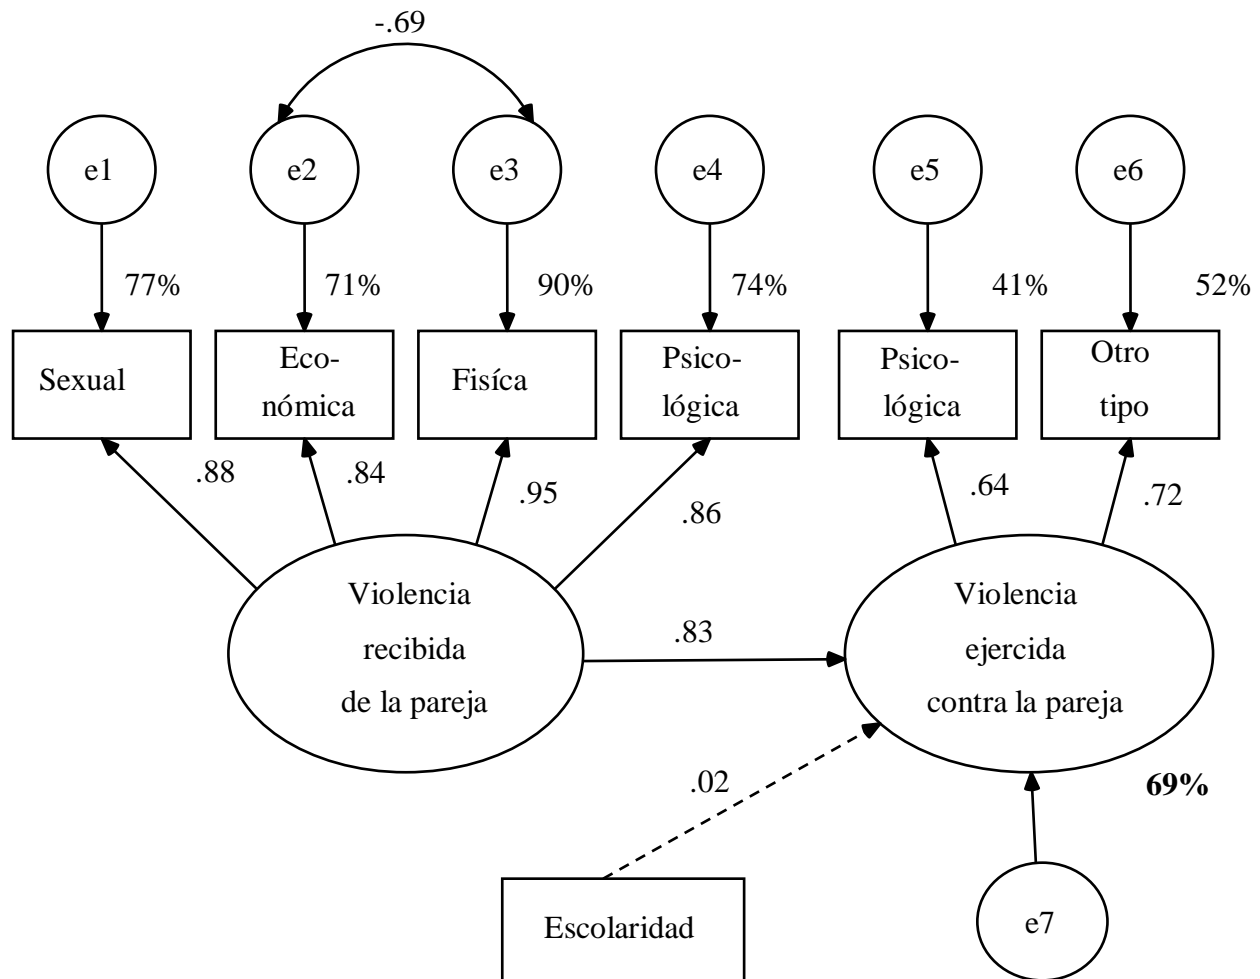 -.69
e1
e2
e3
e4
e5
e6
77%
71%
90%
74%
41%
52%
Sexual
Eco-
nómica
Fisíca
Psico-
lógica
Psico-
lógica
Otro
tipo
.88
.84
.95
.86
.64
.72
Violencia
recibida
de la pareja
.83
Violencia
ejercida
contra la pareja
.02
69%
Escolaridad
e7